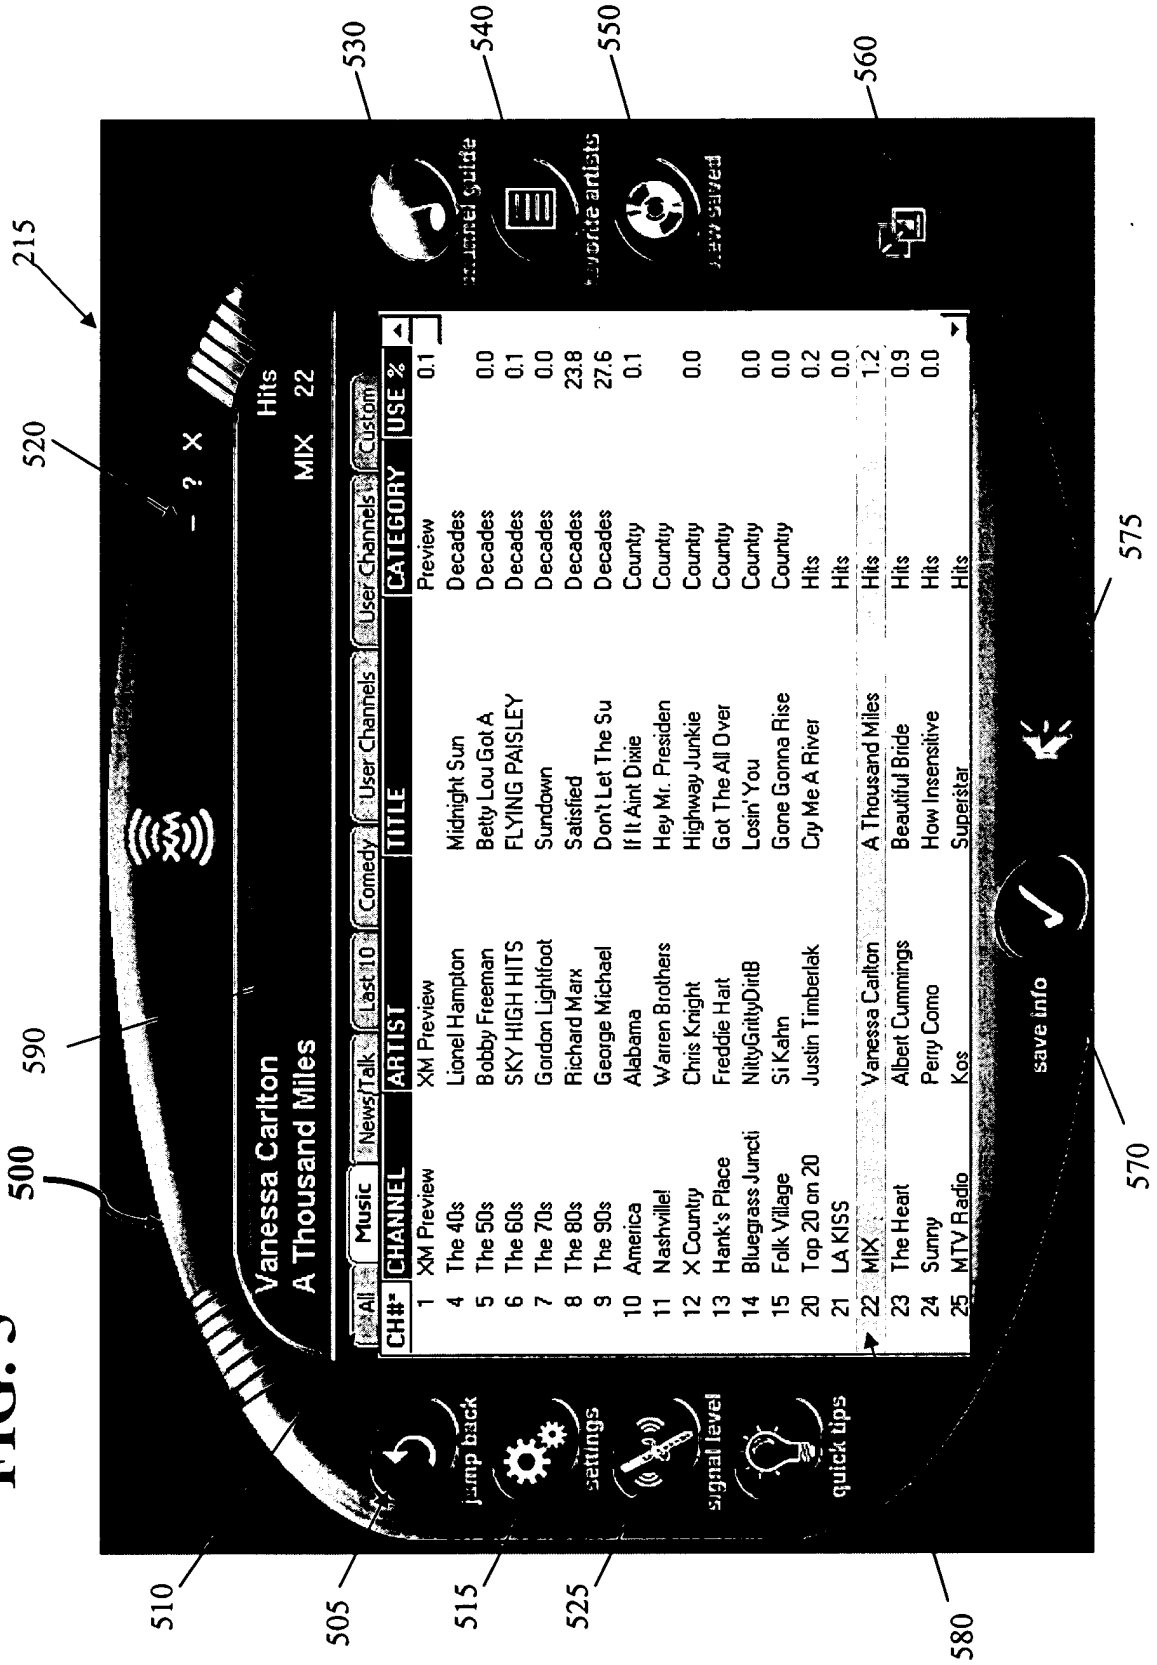 FIG. 5
500
590
520
215
510
505
515
525
580
530
540
550
560
570
575
XM
– ? X
Vanessa Carlton
A Thousand Miles
Hits
MIX 22
All Music News/Talk Last 10 Comedy User Channels User Channels Custom
CH#* CHANNEL ARTIST TITLE CATEGORY USE %
1 XM Preview XM Preview Preview 0.1
4 The 40s Lionel Hampton Midnight Sun Decades
5 The 50s Bobby Freeman Betty Lou Got A Decades 0.0
6 The 60s SKY HIGH HITS FLYING PAISLEY Decades 0.1
7 The 70s Gordon Lightfoot Sundown Decades 0.0
8 The 80s Richard Marx Satisfied Decades 23.8
9 The 90s George Michael Don't Let The Su Decades 27.6
10 America Alabama If It Aint Dixie Country 0.1
11 Nashville! Warren Brothers Hey Mr. Presiden Country
12 X Country Chris Knight Highway Junkie Country 0.0
13 Hank's Place Freddie Hart Got The All Over Country
14 Bluegrass Juncti NittyGrittyDirtB Losin' You Country 0.0
15 Folk Village Si Kahn Gone Gonna Rise Country 0.0
20 Top 20 on 20 Justin Timberlak Cry Me A River Hits 0.2
21 LA KISS Hits 0.0
22 MIX Vanessa Carlton A Thousand Miles Hits 1.2
23 The Heart Albert Cummings Beautiful Bride Hits 0.9
24 Sunny Perry Como How Insensitive Hits 0.0
25 MTV Radio Kos Superstar Hits
jump back
settings
signal level
quick tips
channel guide
favorite artists
view saved
save info